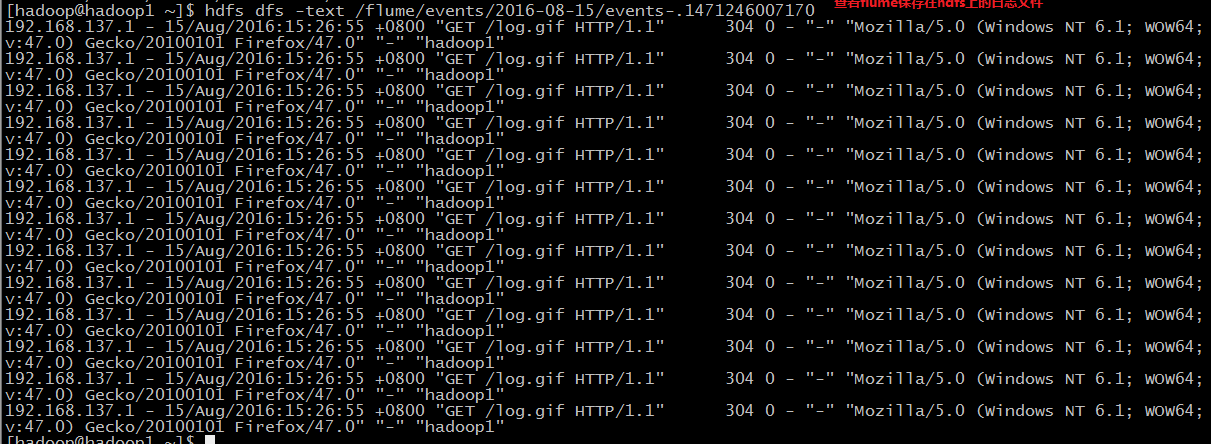 [hadoop@hadoop1 ~]$ hdfs dfs -text /flume/events/2016-08-15/events-.1471246007170 查看flume保存在hdfs上的日志文件
192.168.137.1 - 15/Aug/2016:15:26:55 +0800 "GET /log.gif HTTP/1.1" 304 0 - "-" "Mozilla/5.0 (Windows NT 6.1; WOW64;
v:47.0) Gecko/20100101 Firefox/47.0" "-" "hadoop1"
192.168.137.1 - 15/Aug/2016:15:26:55 +0800 "GET /log.gif HTTP/1.1" 304 0 - "-" "Mozilla/5.0 (Windows NT 6.1; WOW64;
v:47.0) Gecko/20100101 Firefox/47.0" "-" "hadoop1"
192.168.137.1 - 15/Aug/2016:15:26:55 +0800 "GET /log.gif HTTP/1.1" 304 0 - "-" "Mozilla/5.0 (Windows NT 6.1; WOW64;
v:47.0) Gecko/20100101 Firefox/47.0" "-" "hadoop1"
192.168.137.1 - 15/Aug/2016:15:26:55 +0800 "GET /log.gif HTTP/1.1" 304 0 - "-" "Mozilla/5.0 (Windows NT 6.1; WOW64;
v:47.0) Gecko/20100101 Firefox/47.0" "-" "hadoop1"
192.168.137.1 - 15/Aug/2016:15:26:55 +0800 "GET /log.gif HTTP/1.1" 304 0 - "-" "Mozilla/5.0 (Windows NT 6.1; WOW64;
v:47.0) Gecko/20100101 Firefox/47.0" "-" "hadoop1"
192.168.137.1 - 15/Aug/2016:15:26:55 +0800 "GET /log.gif HTTP/1.1" 304 0 - "-" "Mozilla/5.0 (Windows NT 6.1; WOW64;
v:47.0) Gecko/20100101 Firefox/47.0" "-" "hadoop1"
192.168.137.1 - 15/Aug/2016:15:26:55 +0800 "GET /log.gif HTTP/1.1" 304 0 - "-" "Mozilla/5.0 (Windows NT 6.1; WOW64;
v:47.0) Gecko/20100101 Firefox/47.0" "-" "hadoop1"
192.168.137.1 - 15/Aug/2016:15:26:55 +0800 "GET /log.gif HTTP/1.1" 304 0 - "-" "Mozilla/5.0 (Windows NT 6.1; WOW64;
v:47.0) Gecko/20100101 Firefox/47.0" "-" "hadoop1"
192.168.137.1 - 15/Aug/2016:15:26:55 +0800 "GET /log.gif HTTP/1.1" 304 0 - "-" "Mozilla/5.0 (Windows NT 6.1; WOW64;
v:47.0) Gecko/20100101 Firefox/47.0" "-" "hadoop1"
192.168.137.1 - 15/Aug/2016:15:26:55 +0800 "GET /log.gif HTTP/1.1" 304 0 - "-" "Mozilla/5.0 (Windows NT 6.1; WOW64;
v:47.0) Gecko/20100101 Firefox/47.0" "-" "hadoop1"
192.168.137.1 - 15/Aug/2016:15:26:55 +0800 "GET /log.gif HTTP/1.1" 304 0 - "-" "Mozilla/5.0 (Windows NT 6.1; WOW64;
v:47.0) Gecko/20100101 Firefox/47.0" "-" "hadoop1"
192.168.137.1 - 15/Aug/2016:15:26:55 +0800 "GET /log.gif HTTP/1.1" 304 0 - "-" "Mozilla/5.0 (Windows NT 6.1; WOW64;
v:47.0) Gecko/20100101 Firefox/47.0" "-" "hadoop1"
192.168.137.1 - 15/Aug/2016:15:26:55 +0800 "GET /log.gif HTTP/1.1" 304 0 - "-" "Mozilla/5.0 (Windows NT 6.1; WOW64;
v:47.0) Gecko/20100101 Firefox/47.0" "-" "hadoop1"
[hadoop@hadoop1 ~]$